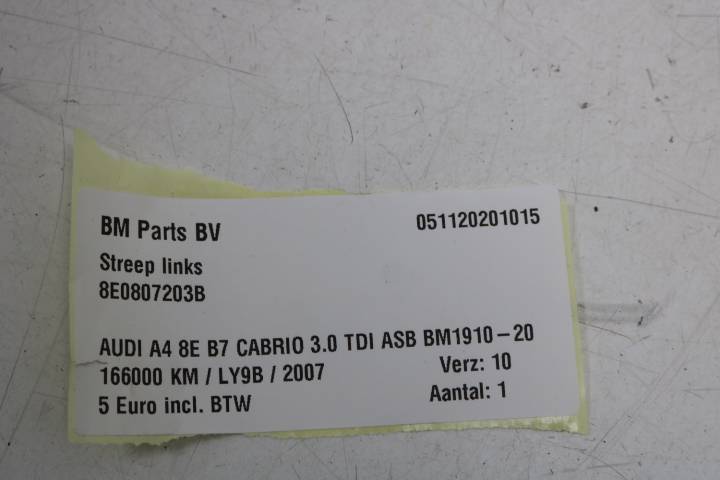 BM Parts BV 051120201015
Streep links
8E0807203B
AUDI A4 8E B7 CABRIO 3.0 TDI ASB BM1910-20
166000 KM / LY9B / 2007 Verz: 10
5 Euro incl. BTW Aantal: 1